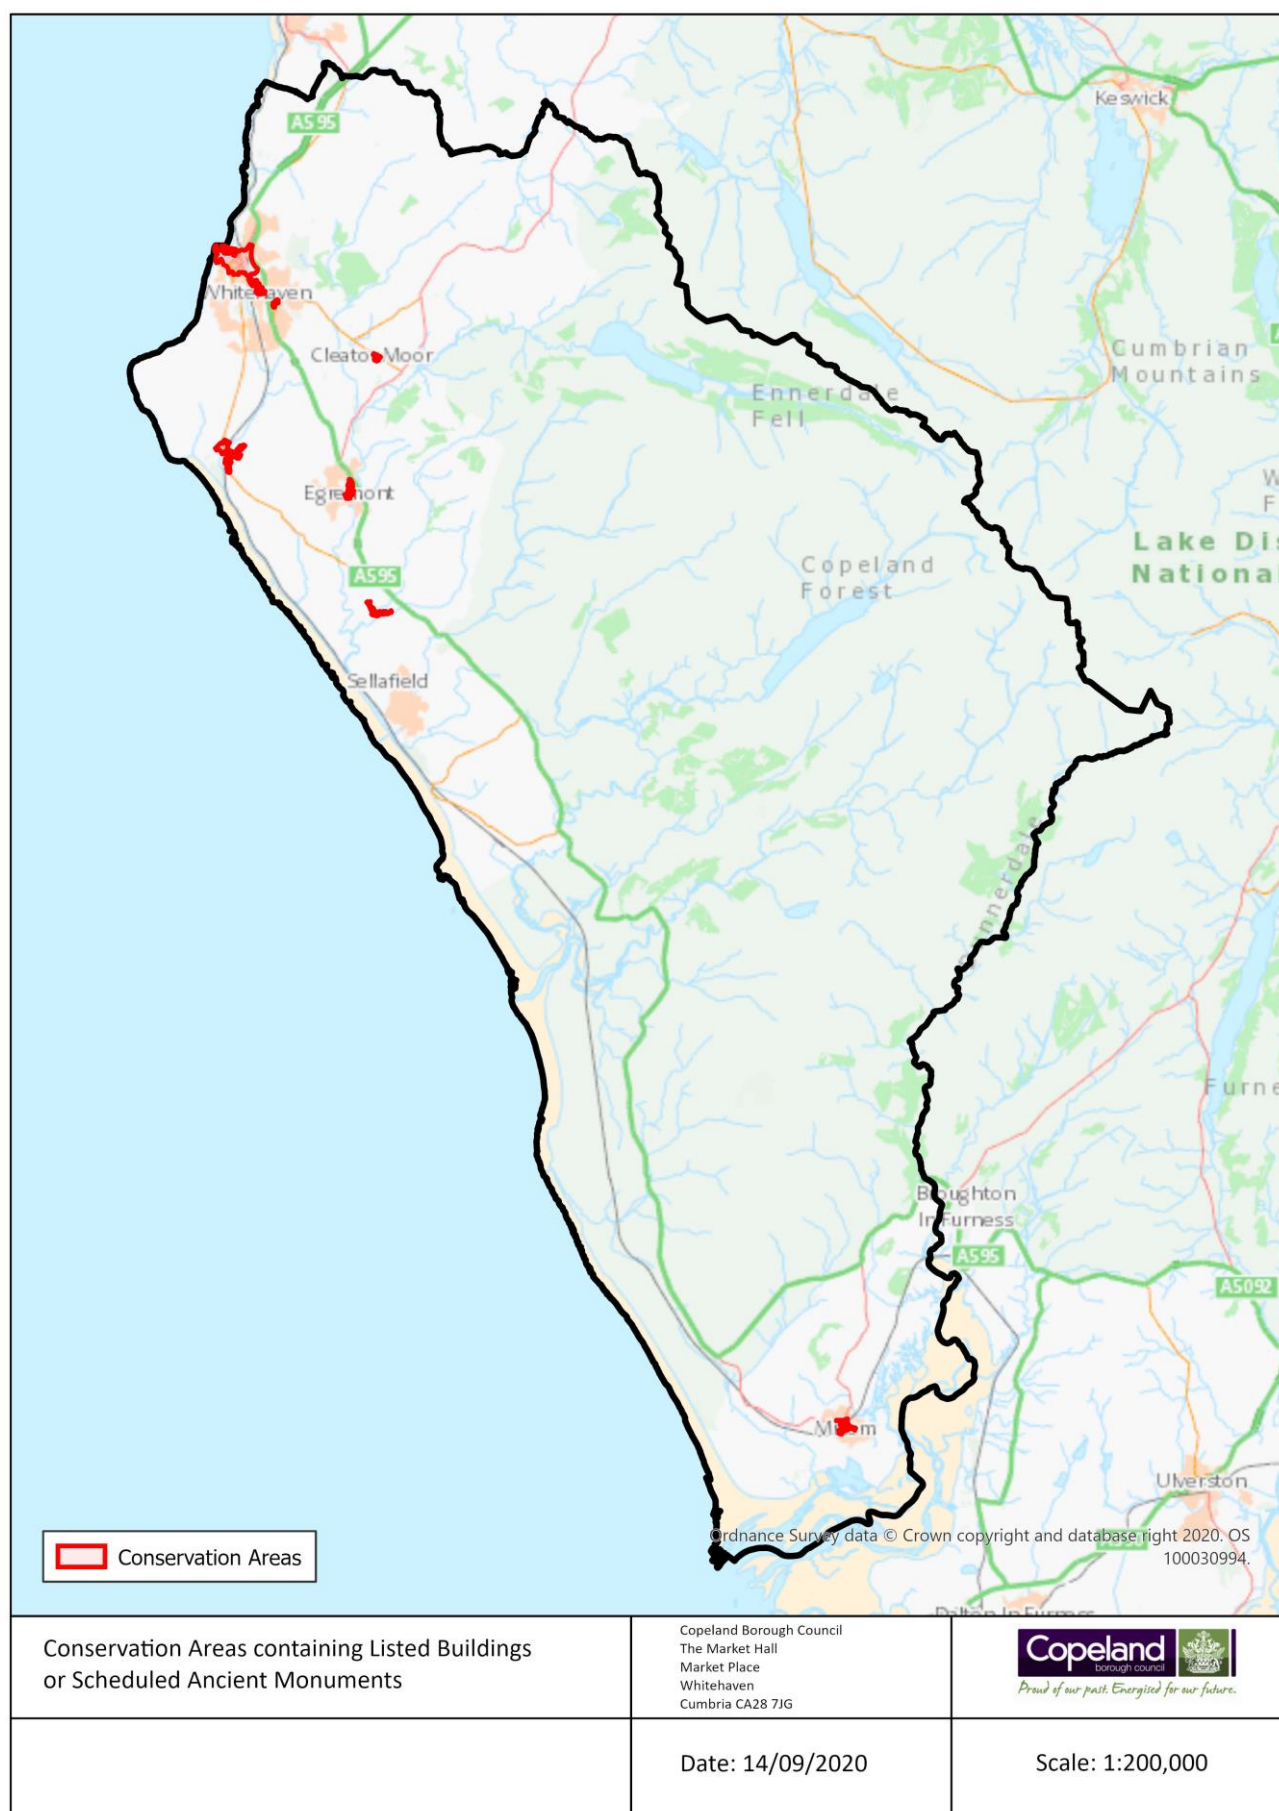 Keswick
A595
Whitehaven
Cleator Moor
Cumbrian
Mountains
Ennerdale
Fell
Egremont
Lake Dis
National
Copeland
Forest
A595
Sellafield
Furne
Broughton
In Furness
A595
A5092
Millom
Ulverston
Ordnance Survey data © Crown copyright and database right 2020. OS
100030994.
Conservation Areas
Dalton In Furness
Conservation Areas containing Listed Buildings
or Scheduled Ancient Monuments
Copeland Borough Council
The Market Hall
Market Place
Whitehaven
Cumbria CA28 7JG
Copeland
borough council
Proud of our past. Energised for our future.
Date: 14/09/2020
Scale: 1:200,000